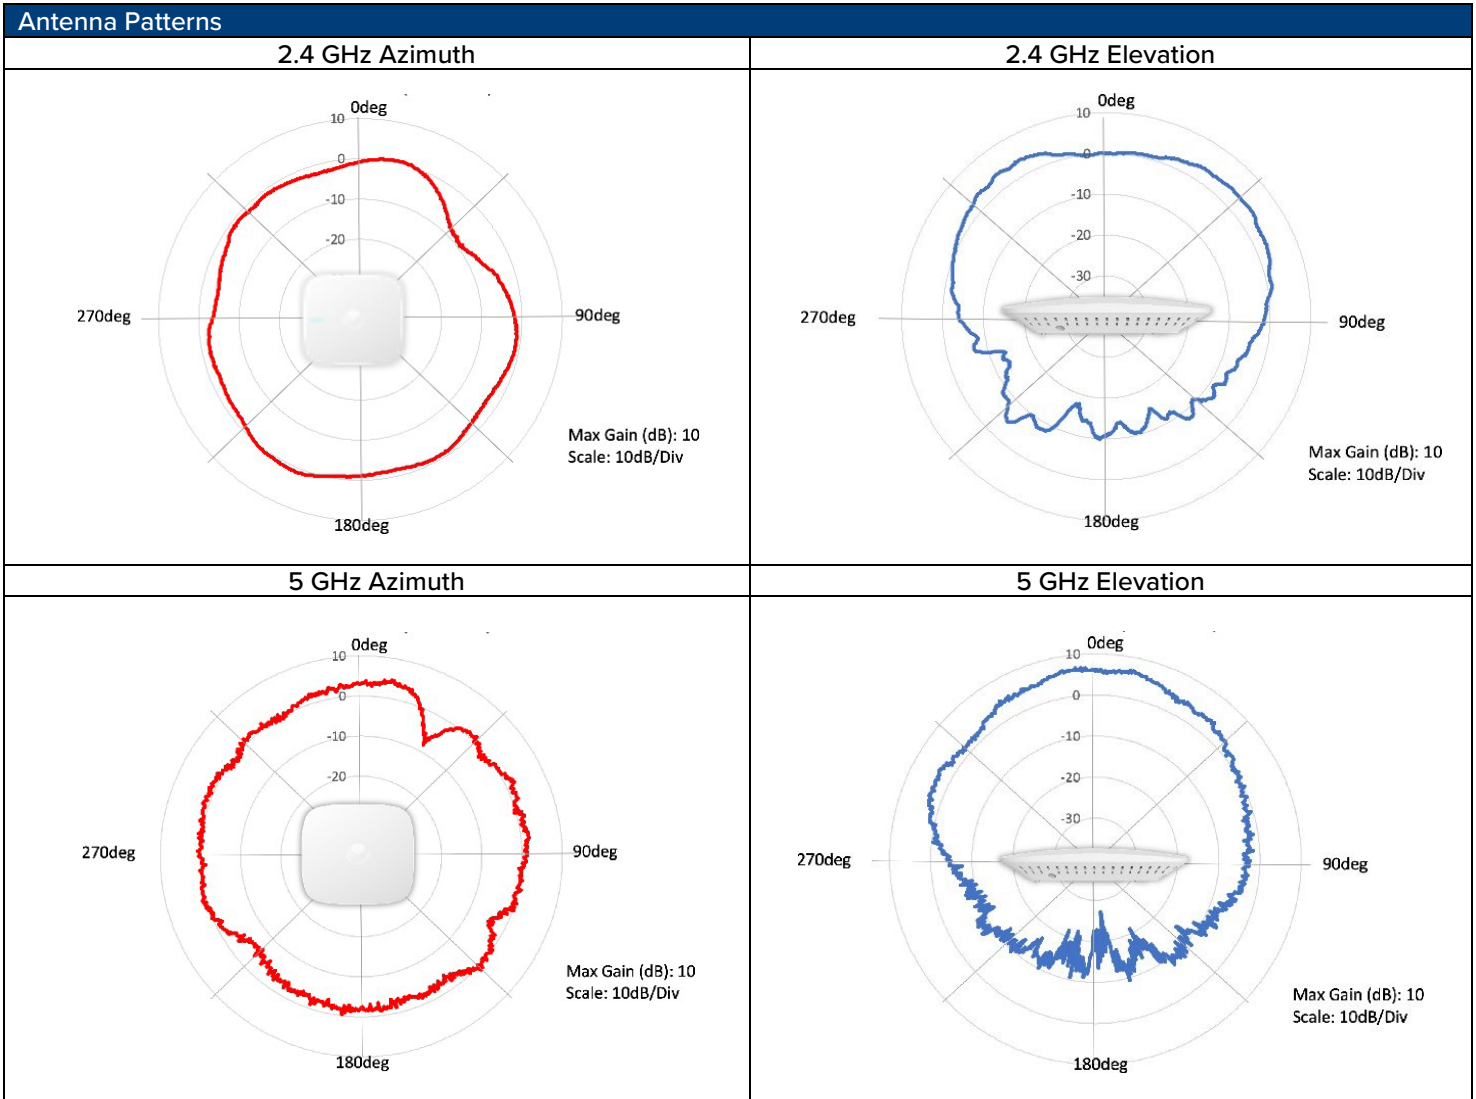 Antenna Patterns
2.4 GHz Azimuth
2.4 GHz Elevation
0deg
10
0
-10
-20
270deg
90deg
180deg
Max Gain (dB): 10
Scale: 10dB/Div
0deg
10
0
-10
-20
-30
270deg
90deg
180deg
Max Gain (dB): 10
Scale: 10dB/Div
5 GHz Azimuth
5 GHz Elevation
0deg
10
0
-10
-20
270deg
90deg
180deg
Max Gain (dB): 10
Scale: 10dB/Div
0deg
10
0
-10
-20
-30
270deg
90deg
180deg
Max Gain (dB): 10
Scale: 10dB/Div